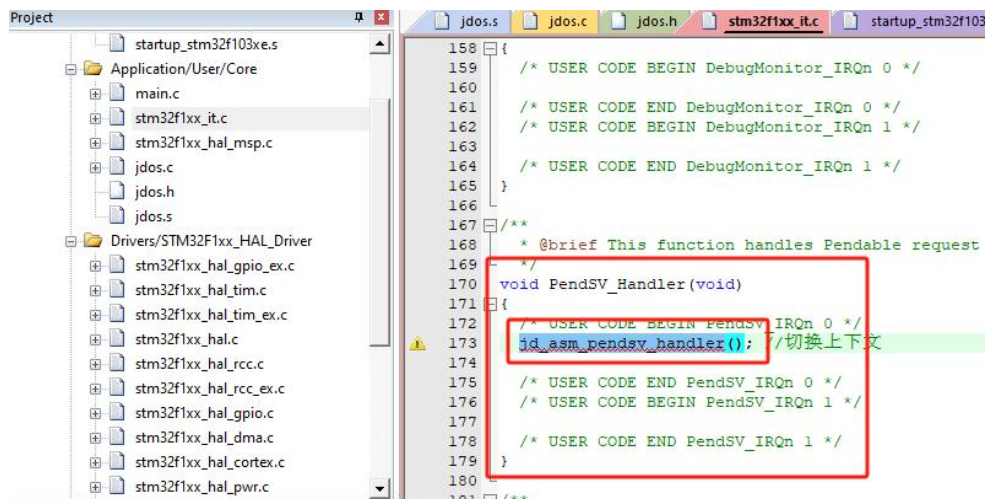 Project
startup_stm32f103xe.s
Application/User/Core
main.c
stm32f1xx_it.c
stm32f1xx_hal_msp.c
jdos.c
jdos.h
jdos.s
Drivers/STM32F1xx_HAL_Driver
stm32f1xx_hal_gpio_ex.c
stm32f1xx_hal_tim.c
stm32f1xx_hal_tim_ex.c
stm32f1xx_hal.c
stm32f1xx_hal_rcc.c
stm32f1xx_hal_rcc_ex.c
stm32f1xx_hal_gpio.c
stm32f1xx_hal_dma.c
stm32f1xx_hal_cortex.c
stm32f1xx_hal_pwr.c
jdos.s jdos.c jdos.h stm32f1xx_it.c startup_stm32f103
158 {
159 /* USER CODE BEGIN DebugMonitor_IRQn 0 */
160
161 /* USER CODE END DebugMonitor_IRQn 0 */
162 /* USER CODE BEGIN DebugMonitor_IRQn 1 */
163
164 /* USER CODE END DebugMonitor_IRQn 1 */
165 }
166
167 /**
168 * @brief This function handles Pendable request
169 */
170 void PendSV_Handler(void)
171 {
172 /* USER CODE BEGIN PendSV_IRQn 0 */
173 jd_asm_pendsv_handler(); //切换上下文
174
175 /* USER CODE END PendSV_IRQn 0 */
176 /* USER CODE BEGIN PendSV_IRQn 1 */
177
178 /* USER CODE END PendSV_IRQn 1 */
179 }
180
181 /**